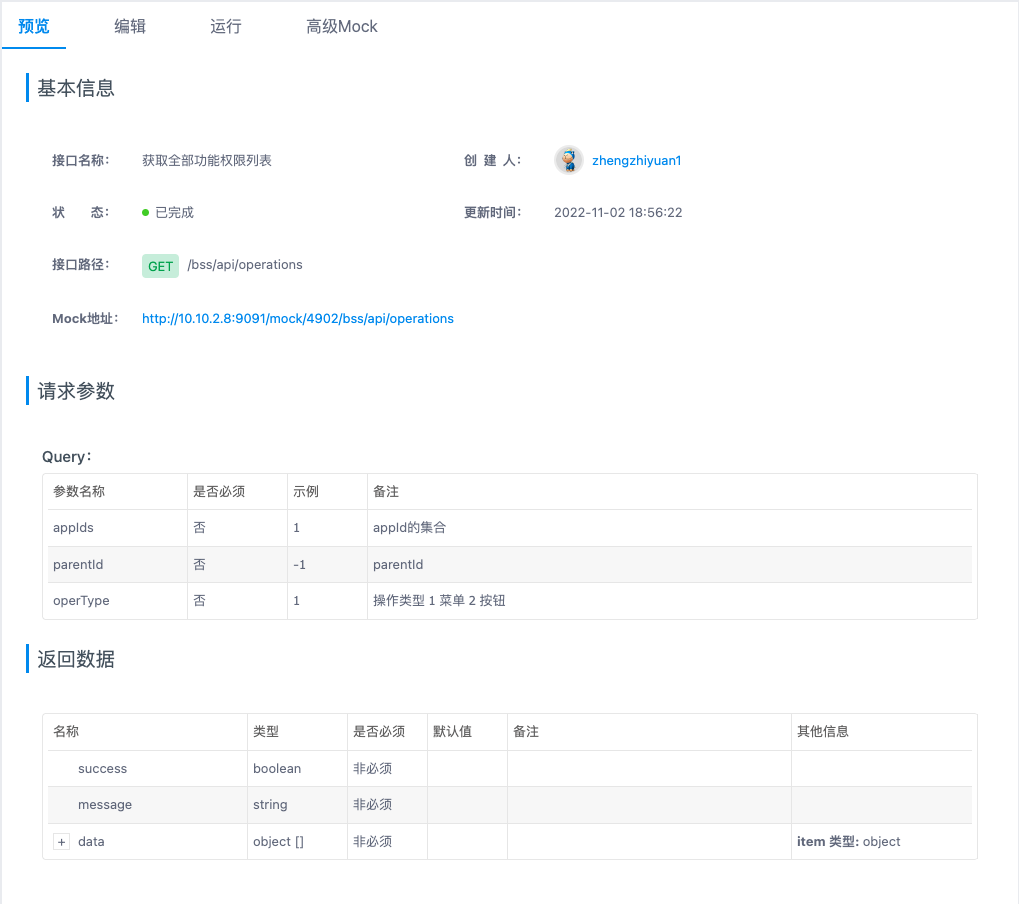 预览 编辑 运行 高级Mock
基本信息
接口名称： 获取全部功能权限列表 创 建 人： zhengzhiyuan1
状 态： 已完成 更新时间： 2022-11-02 18:56:22
接口路径： GET /bss/api/operations
Mock地址： http://10.10.2.8:9091/mock/4902/bss/api/operations
请求参数
Query：
参数名称 是否必须 示例 备注
appIds 否 1 appId的集合
parentId 否 -1 parentId
operType 否 1 操作类型 1 菜单 2 按钮
返回数据
名称 类型 是否必须 默认值 备注 其他信息
success boolean 非必须
message string 非必须
+ data object [] 非必须 item 类型: object